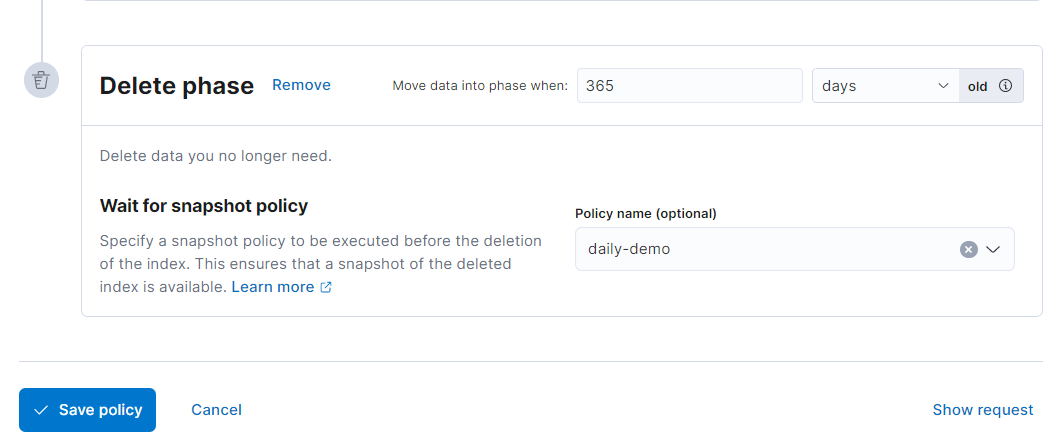 Delete phase Remove Move data into phase when: 365 days old
Delete data you no longer need.
Wait for snapshot policy
Specify a snapshot policy to be executed before the deletion
of the index. This ensures that a snapshot of the deleted
index is available. Learn more
Policy name (optional)
daily-demo
Save policy Cancel Show request